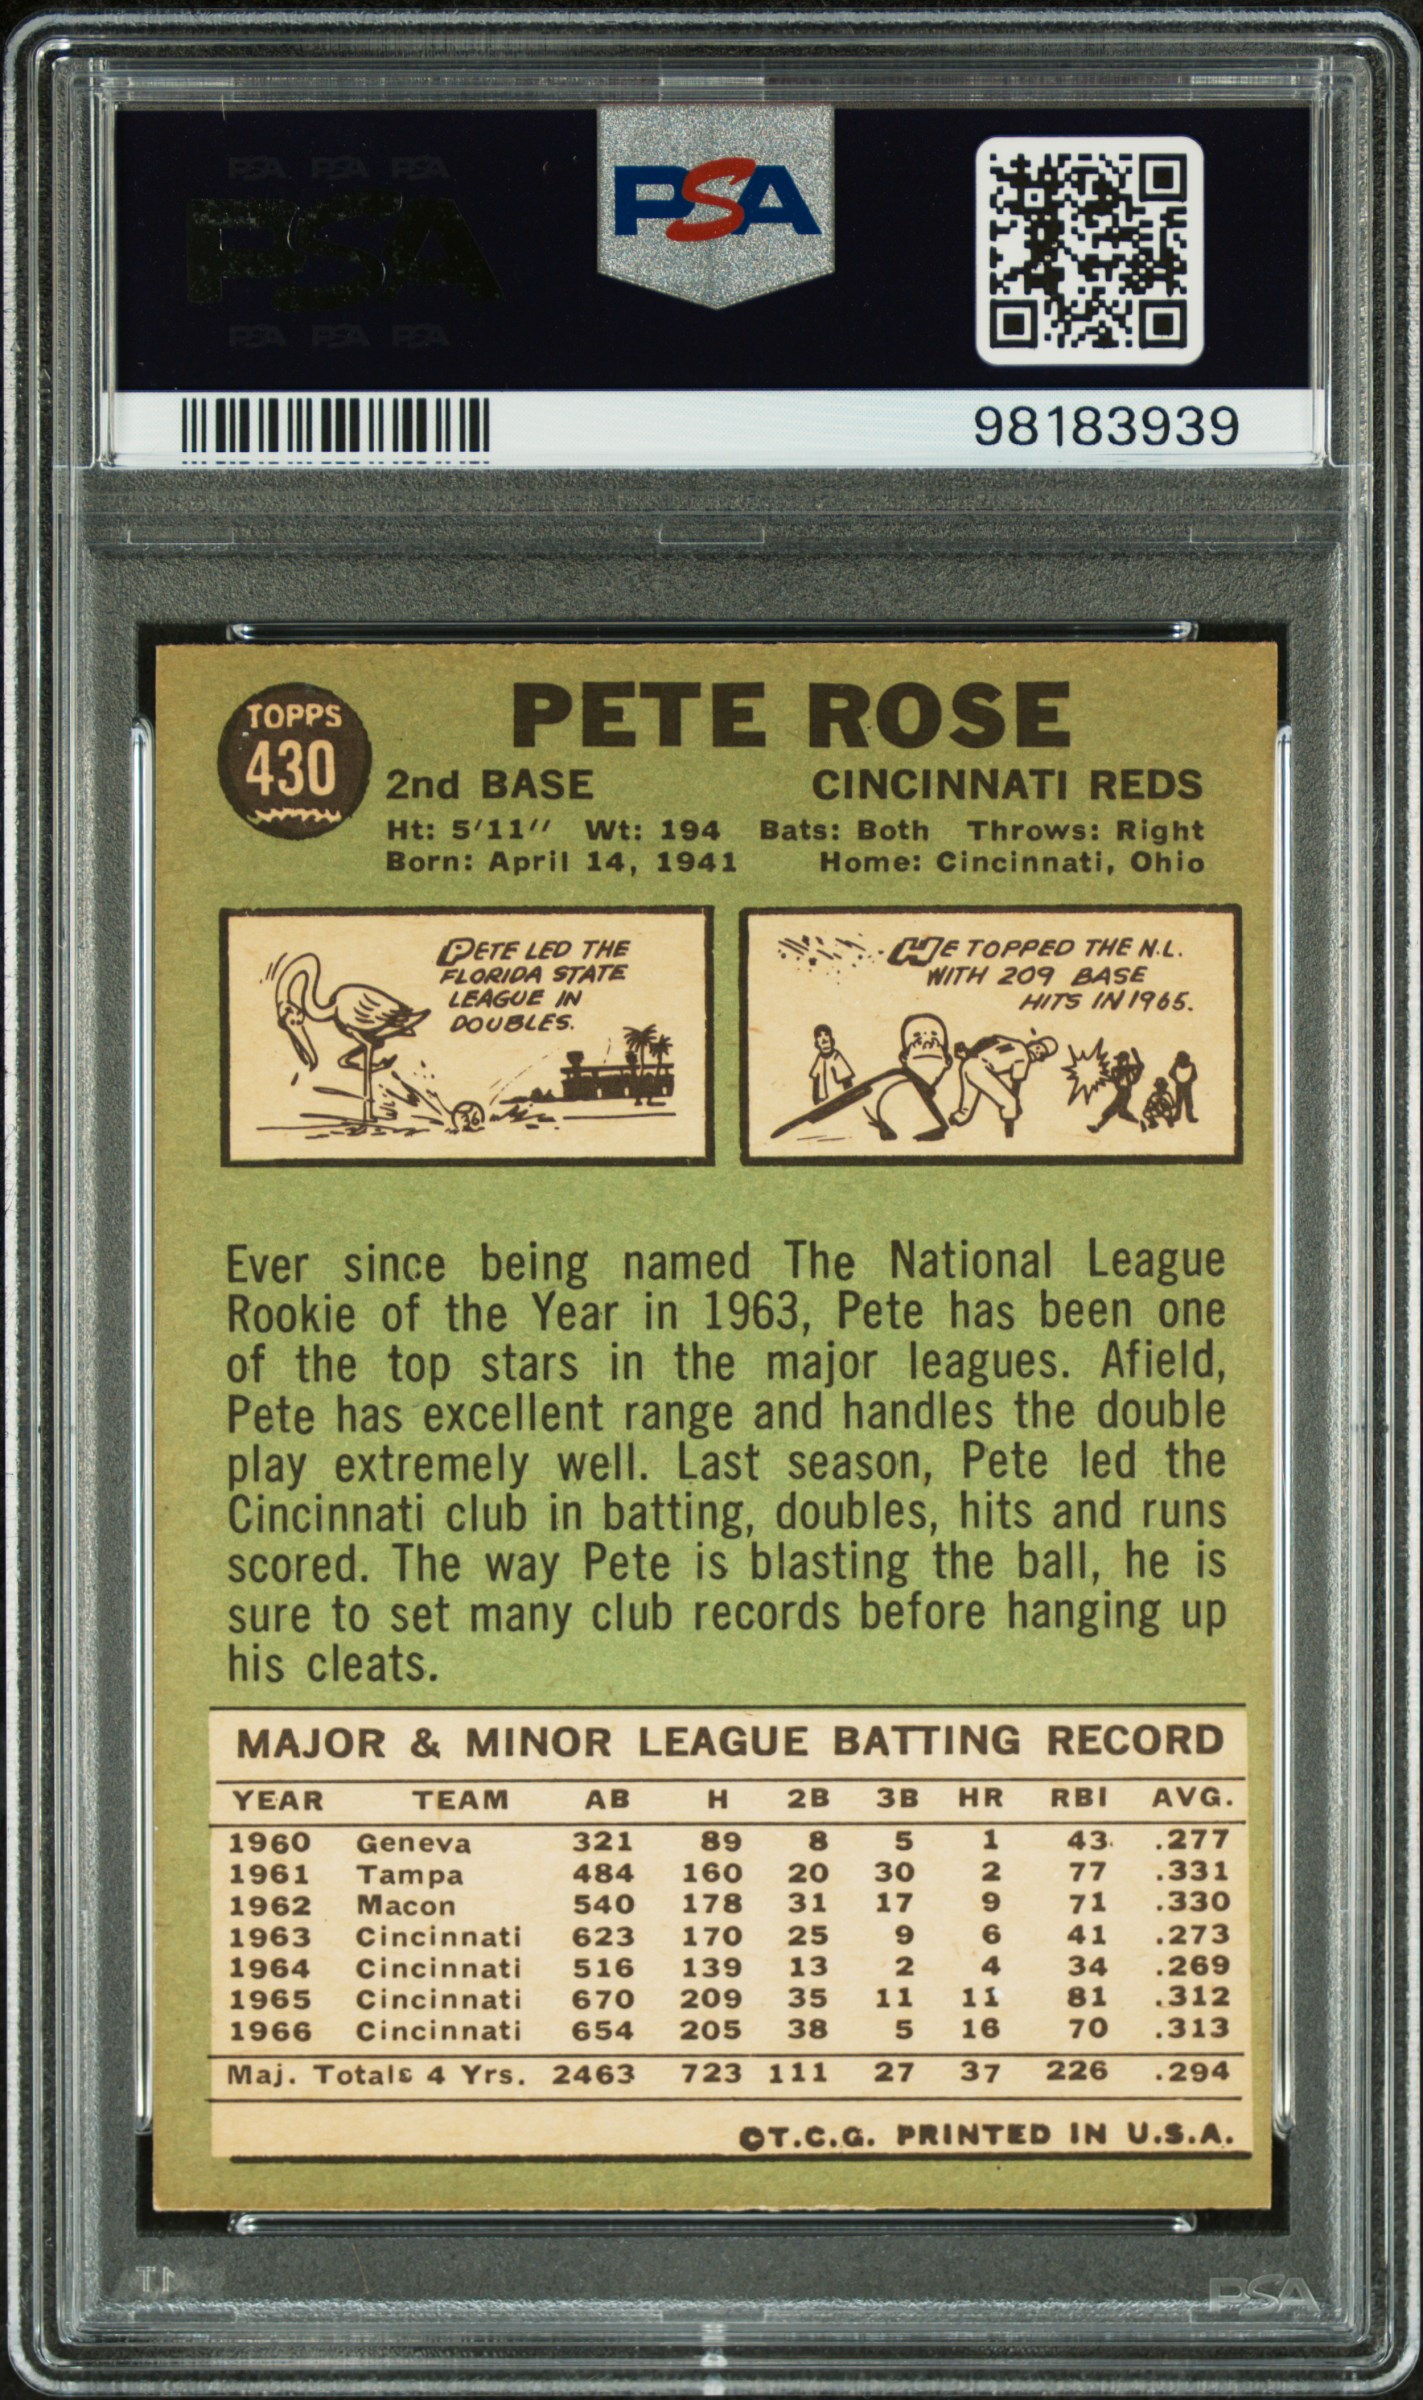 PSA PSA PSA
PSA
PSA PSA PSA
PSA
98183939
TOPPS
430
PETE ROSE
2nd BASE CINCINNATI REDS
Ht: 5'11" Wt: 194 Bats: Both Throws: Right
Born: April 14, 1941 Home: Cincinnati, Ohio
PETE LED THE
FLORIDA STATE
LEAGUE IN
DOUBLES.
36
HE TOPPED THE N.L.
WITH 209 BASE
HITS IN 1965.
Ever since being named The National League
Rookie of the Year in 1963, Pete has been one
of the top stars in the major leagues. Afield,
Pete has excellent range and handles the double
play extremely well. Last season, Pete led the
Cincinnati club in batting, doubles, hits and runs
scored. The way Pete is blasting the ball, he is
sure to set many club records before hanging up
his cleats.
MAJOR & MINOR LEAGUE BATTING RECORD
YEAR TEAM AB H 2B 3B HR RBI AVG.
1960 Geneva 321 89 8 5 1 43 .277
1961 Tampa 484 160 20 30 2 77 .331
1962 Macon 540 178 31 17 9 71 .330
1963 Cincinnati 623 170 25 9 6 41 .273
1964 Cincinnati 516 139 13 2 4 34 .269
1965 Cincinnati 670 209 35 11 11 81 .312
1966 Cincinnati 654 205 38 5 16 70 .313
Maj. Totals 4 Yrs. 2463 723 111 27 37 226 .294
©T.C.G. PRINTED IN U.S.A.
PSA